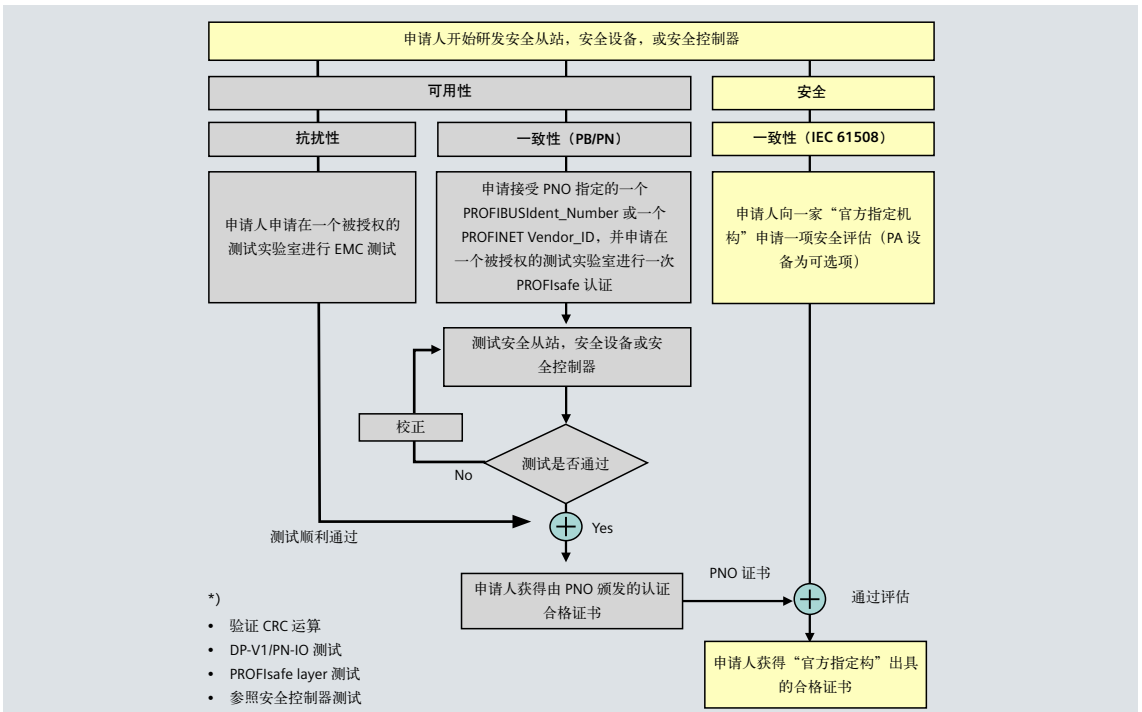 申请人开始研发安全从站，安全设备，或安全控制器
可用性
安全
抗扰性
一致性（PB/PN）
一致性（IEC 61508）
申请人申请在一个被授权的
测试实验室进行 EMC 测试
申请接受 PNO 指定的一个
PROFIBUSIdent_Number 或一个
PROFINET Vendor_ID，并申请在
一个被授权的测试实验室进行一次
PROFIsafe 认证
申请人向一家“官方指定机
构”申请一项安全评估（PA 设
备为可选项）
测试安全从站，安全设备或安
全控制器
校正
测试是否通过
No
Yes
测试顺利通过
申请人获得由 PNO 颁发的认证
合格证书
PNO 证书
通过评估
申请人获得“官方指定构”出具
的合格证书
*)
• 验证 CRC 运算
• DP-V1/PN-IO 测试
• PROFIsafe layer 测试
• 参照安全控制器测试